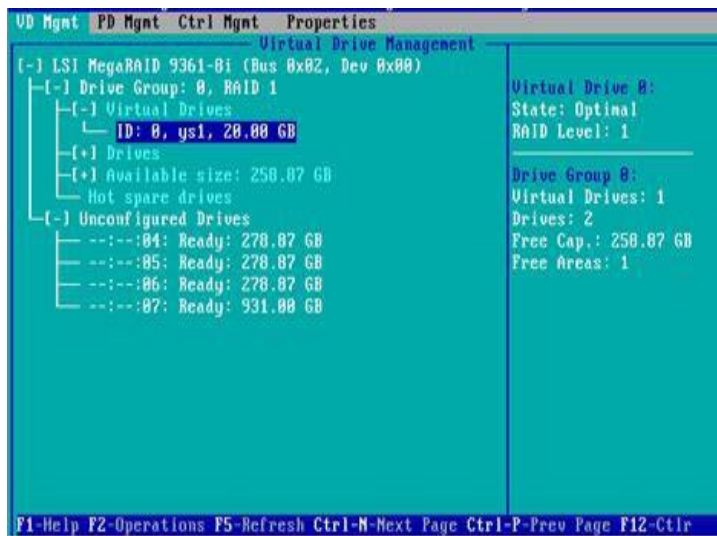 VD Mgmt PD Mgmt Ctrl Mgmt Properties
Virtual Drive Management
[-] LSI MegaRAID 9361-8i (Bus 0x02, Dev 0x00)
[-] Drive Group: 0, RAID 1
[-] Virtual Drives
ID: 0, ys1, 20.00 GB
[+] Drives
[+] Available size: 258.87 GB
Hot spare drives
[-] Unconfigured Drives
--:--:04: Ready: 278.87 GB
--:--:05: Ready: 278.87 GB
--:--:06: Ready: 278.87 GB
--:--:07: Ready: 931.00 GB
Virtual Drive 0:
State: Optimal
RAID Level: 1
Drive Group 0:
Virtual Drives: 1
Drives: 2
Free Cap.: 258.87 GB
Free Areas: 1
F1-Help F2-Operations F5-Refresh Ctrl-N-Next Page Ctrl-P-Prev Page F12-Ctlr